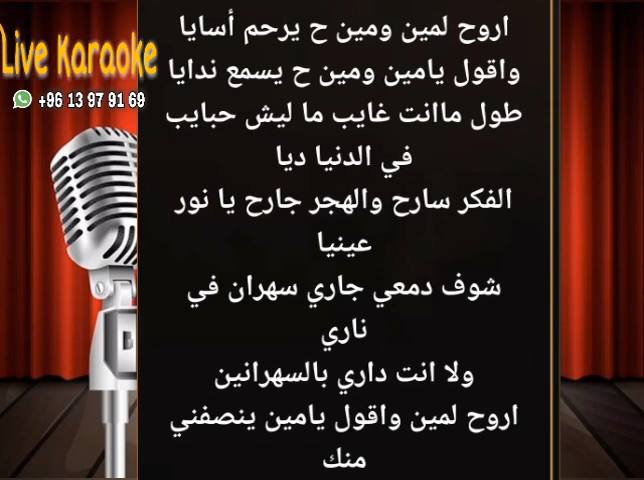 Live Karaoke
+96 13 97 91 69
اروح لمين ومين ح يرحم أسايا
واقول يامين ومين ح يسمع ندايا
طول ماانت غايب ما ليش حبايب
في الدنيا ديا
الفكر سارح والهجر جارح يا نور
عينيا
شوف دمعي جاري سهران في
ناري
ولا انت داري بالسهرانين
اروح لمين واقول يامين ينصفني
منك